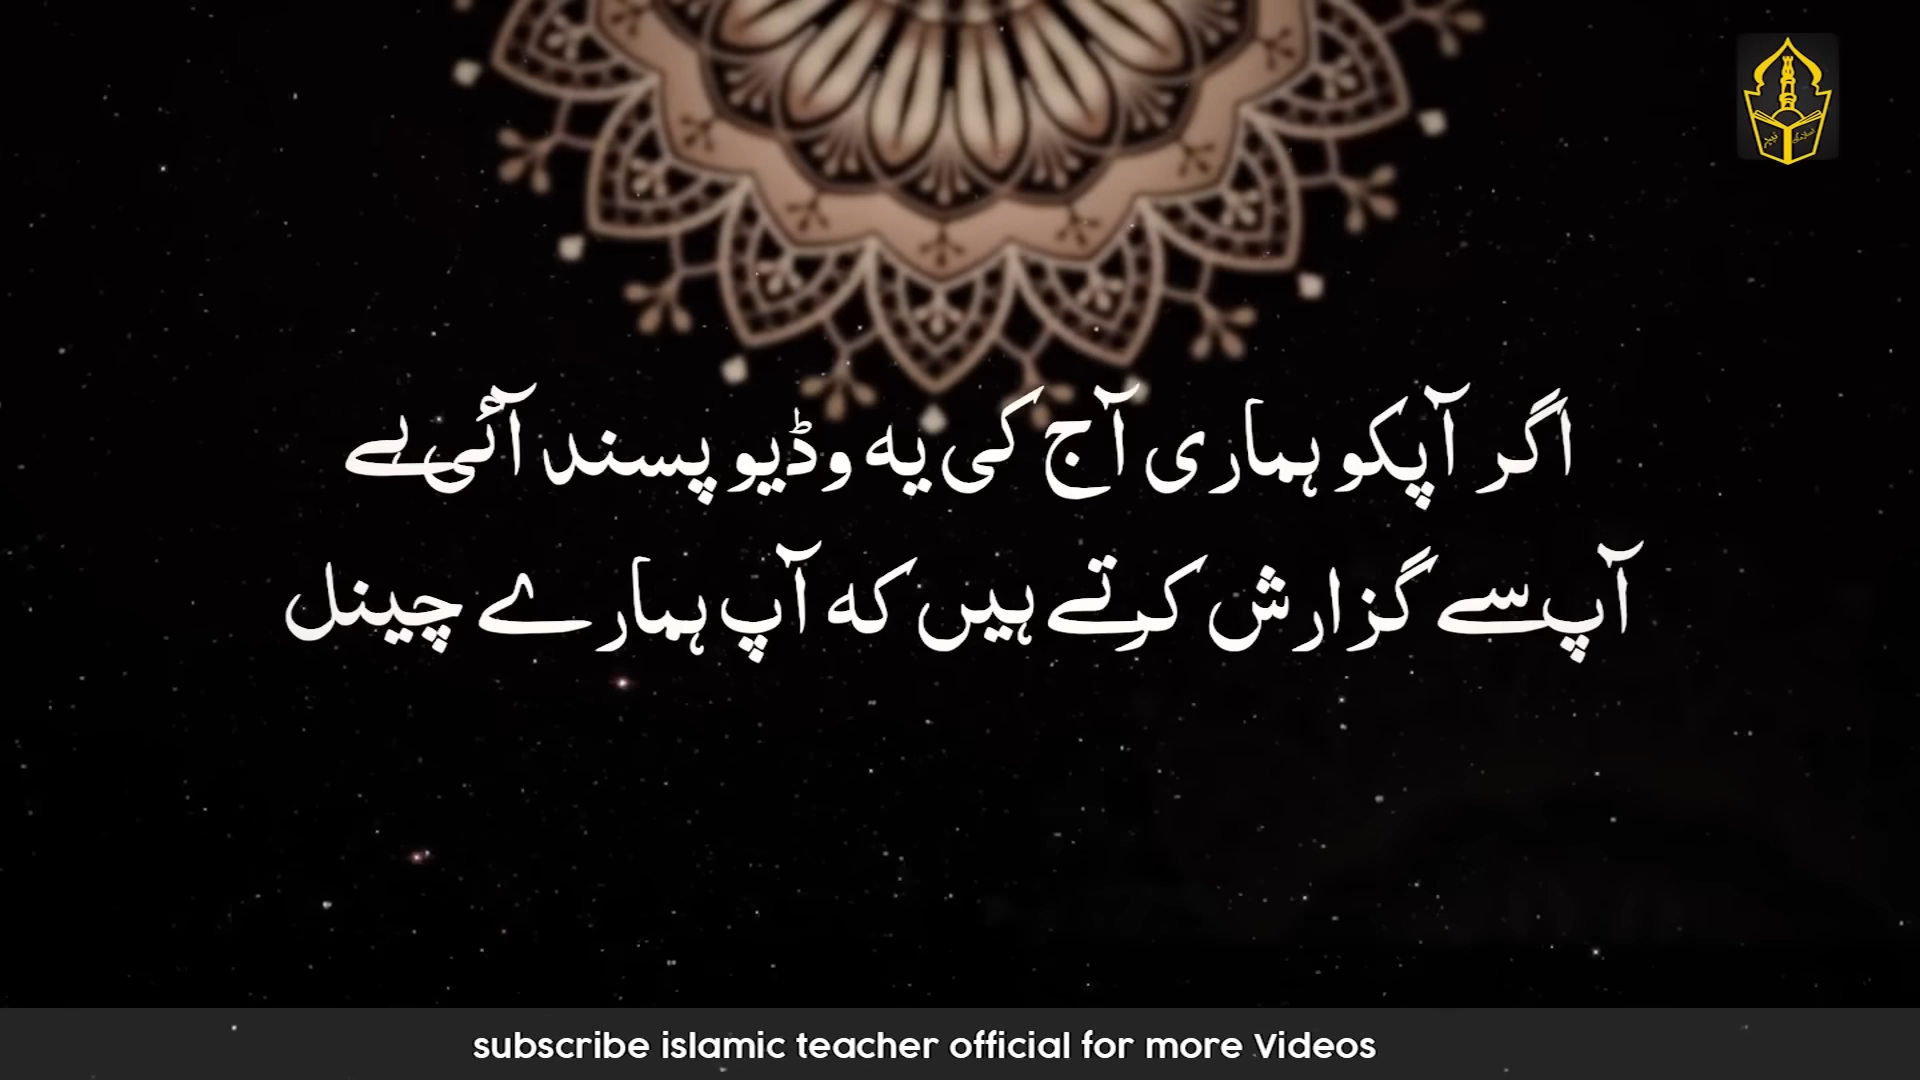 اگر آپکو ہماری آج کی یہ وڈیو پسند آئی ہے
آپ سے گزارش کرتے ہیں کہ آپ ہمارے چینل
subscribe islamic teacher official for more Videos